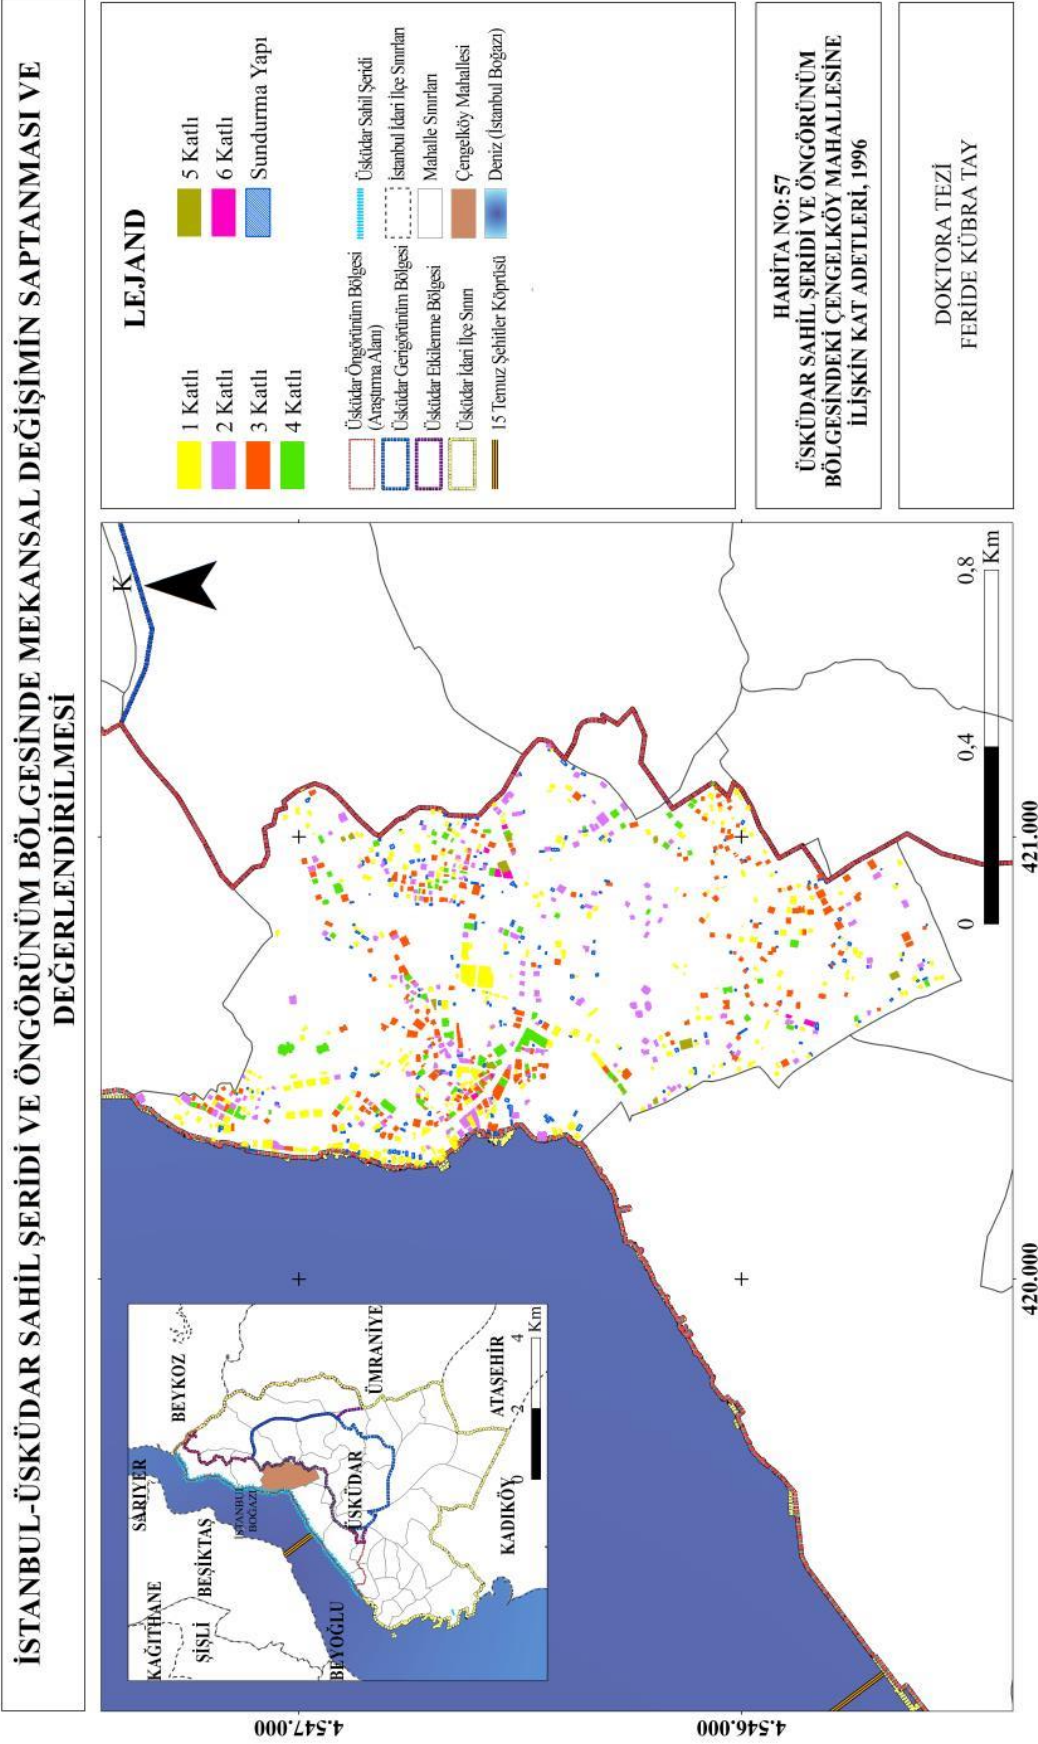 İSTANBUL-ÜSKÜDAR SAHİL ŞERİDİ VE ÖNGÖRÜNÜM BÖLGESİNDE MEKANSAL DEĞİŞİMİN SAPTANMASI VE
DEĞERLENDİRİLMESİ
K
4.547.000
4.546.000
420.000
421.000
0 0,4 0,8
Km
SARIYER
BEYKOZ
KAĞITHANE
ŞİŞLİ
BEŞİKTAŞ
İSTANBUL
BOĞAZI
BEYOĞLU
ÜSKÜDAR
ÜMRANİYE
ATAŞEHİR
KADIKÖY
0 2 4
Km
LEJAND
1 Katlı
2 Katlı
3 Katlı
4 Katlı
5 Katlı
6 Katlı
Sundurma Yapı
Üsküdar Öngörünüm Bölgesi
(Araştırma Alanı)
Üsküdar Gerigörünüm Bölgesi
Üsküdar Etkilenme Bölgesi
Üsküdar İdari İlçe Sınırı
15 Temuz Şehitler Köprüsü
Üsküdar Sahil Şeridi
İstanbul İdari İlçe Sınırları
Mahalle Sınırları
Çengelköy Mahallesi
Deniz (İstanbul Boğazı)
HARİTA NO:57
ÜSKÜDAR SAHİL ŞERİDİ VE ÖNGÖRÜNÜM
BÖLGESİNDEKİ ÇENGELKÖY MAHALLESİNE
İLİŞKİN KAT ADETLERİ, 1996
DOKTORA TEZİ
FERİDE KÜBRA TAY